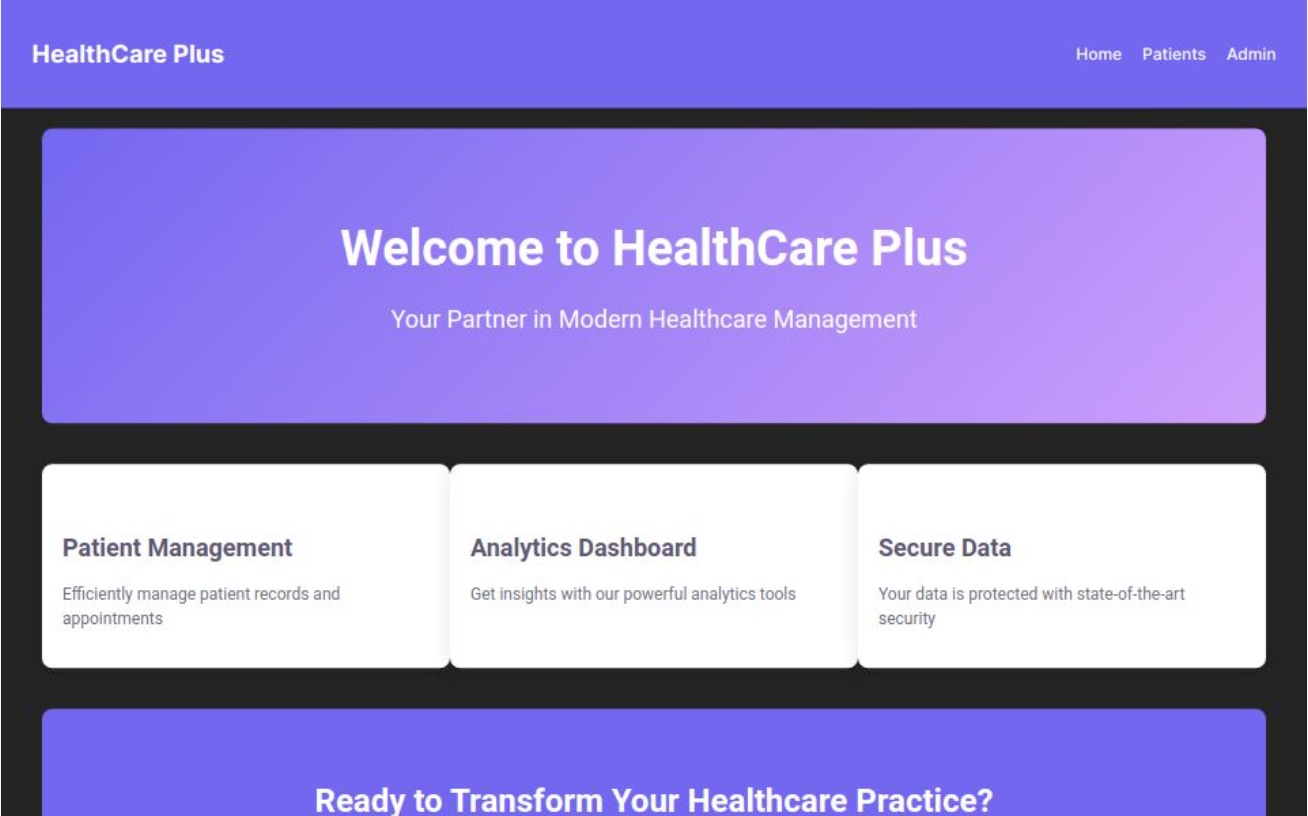 HealthCare Plus
Home Patients Admin
Welcome to HealthCare Plus
Your Partner in Modern Healthcare Management
Patient Management
Efficiently manage patient records and
appointments
Analytics Dashboard
Get insights with our powerful analytics tools
Secure Data
Your data is protected with state-of-the-art
security
Ready to Transform Your Healthcare Practice?